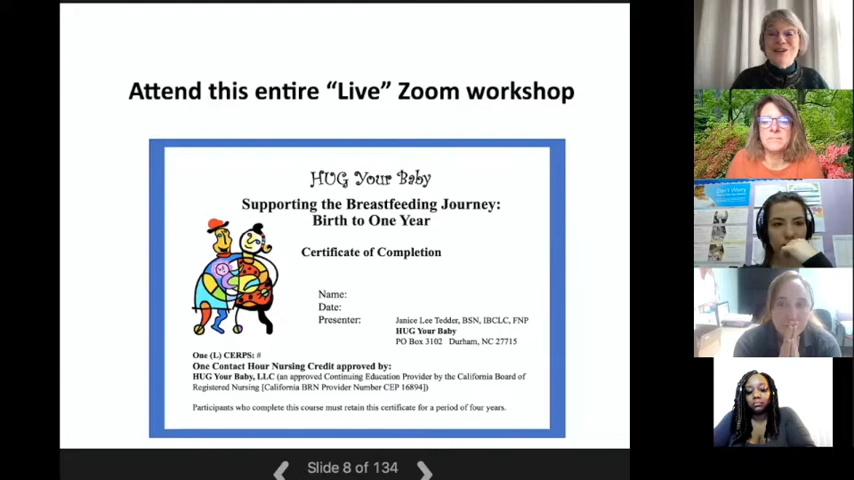 Attend this entire “Live” Zoom workshop
HUG Your Baby
Supporting the Breastfeeding Journey:
Birth to One Year
Certificate of Completion
Name:
Date:
Presenter: Janice Lee Tedder, BSN, IBCLC, FNP
HUG Your Baby
PO Box 3102 Durham, NC 27715
One (L) CERPS: #
One Contact Hour Nursing Credit approved by:
HUG Your Baby, LLC (an approved Continuing Education Provider by the California Board of
Registered Nursing [California BRN Provider Number CEP 16894])
Participants who complete this course must retain this certificate for a period of four years.
Slide 8 of 134
Don't Worry